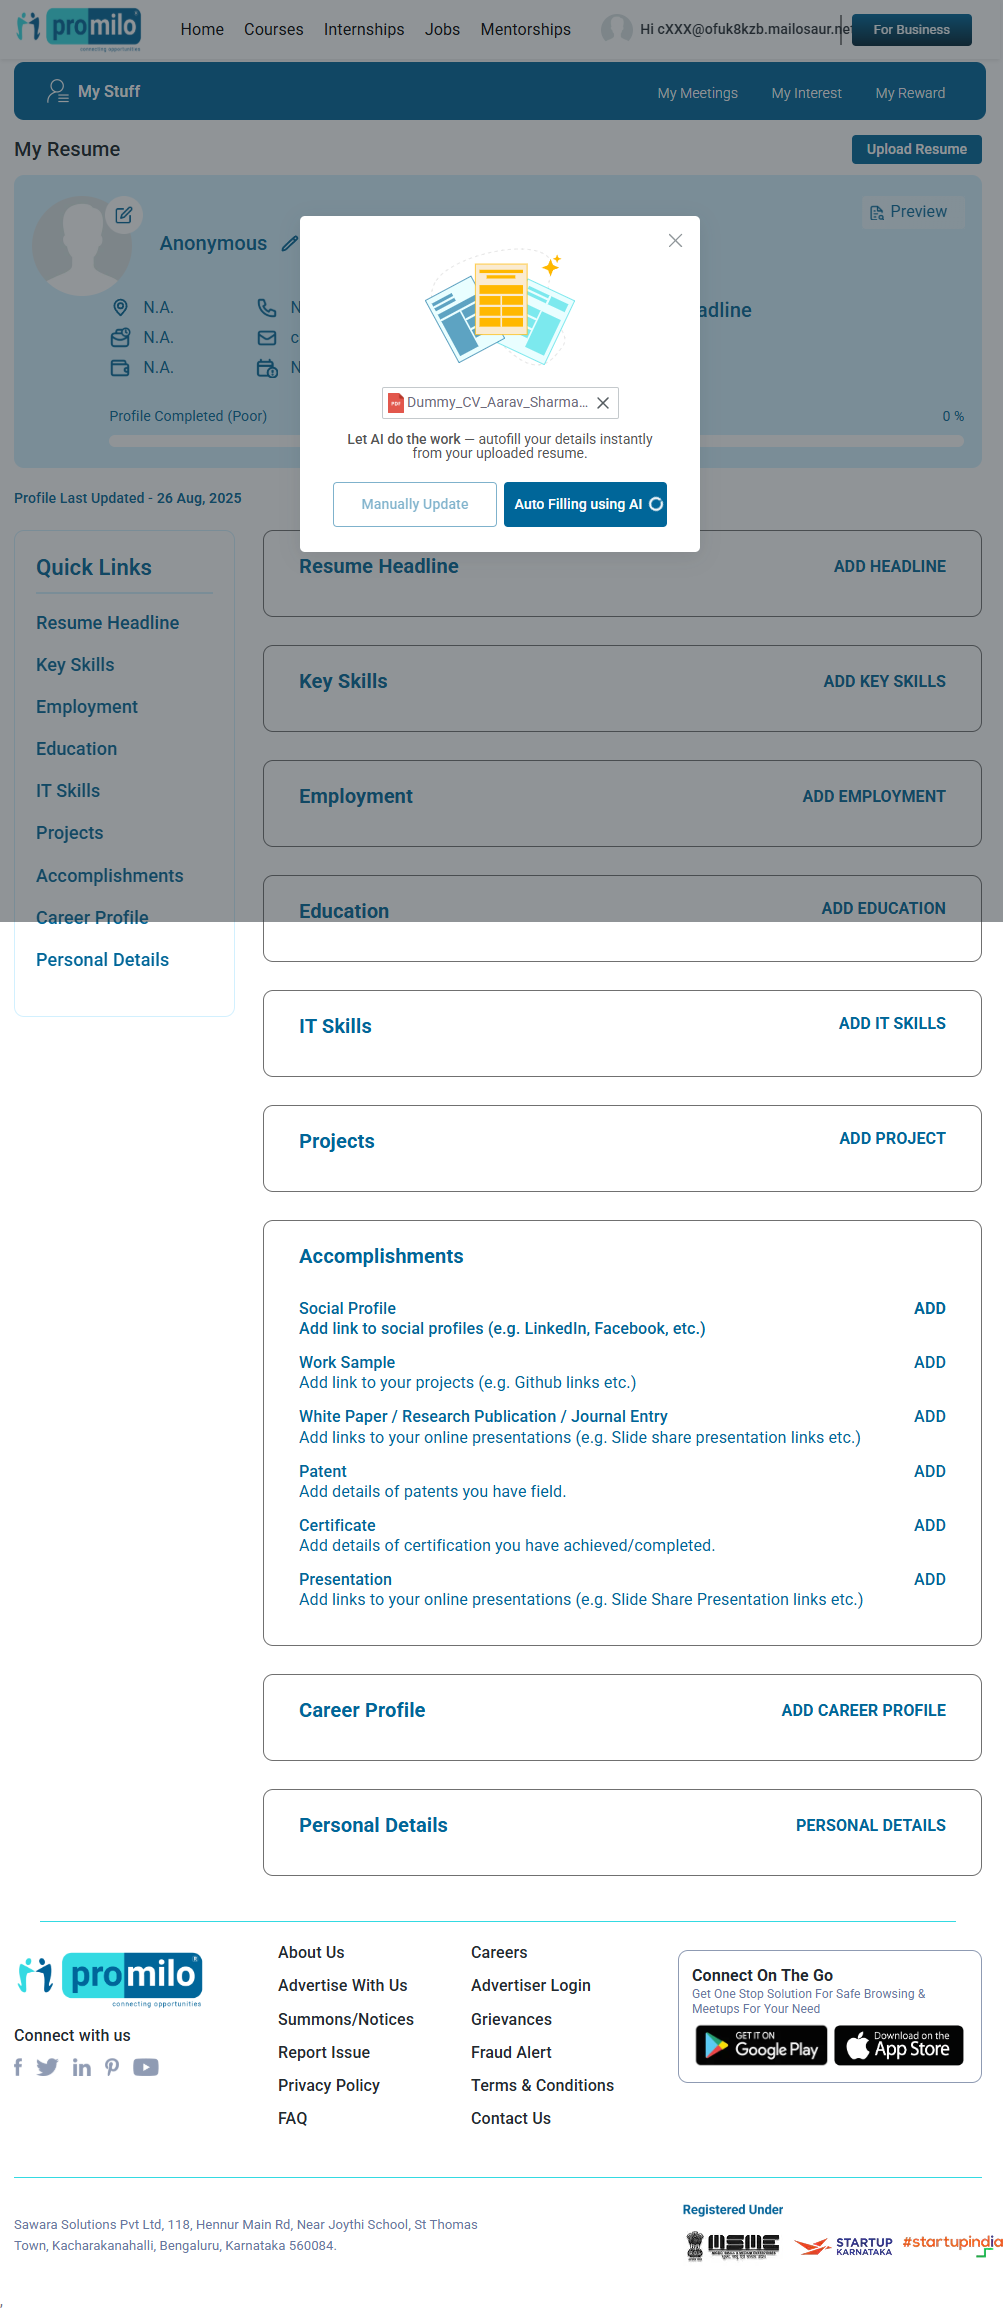 promilo
connecting opportunities
Home Courses Internships Jobs Mentorships
Hi cXXX@ofuk8kzb.mailosaur.net
For Business
My Stuff
My Meetings My Interest My Reward
My Resume
Upload Resume
Preview
Anonymous
N.A.
N.A.
N.A.
adline
PDF
Dummy_CV_Aarav_Sharma...
Let AI do the work — autofill your details instantly
from your uploaded resume.
Manually Update
Auto Filling using AI
Profile Completed (Poor)
0 %
Profile Last Updated - 26 Aug, 2025
Quick Links
Resume Headline
Key Skills
Employment
Education
IT Skills
Projects
Accomplishments
Career Profile
Personal Details
Resume Headline
ADD HEADLINE
Key Skills
ADD KEY SKILLS
Employment
ADD EMPLOYMENT
Education
ADD EDUCATION
IT Skills
ADD IT SKILLS
Projects
ADD PROJECT
Accomplishments
Social Profile
ADD
Add link to social profiles (e.g. LinkedIn, Facebook, etc.)
Work Sample
ADD
Add link to your projects (e.g. Github links etc.)
White Paper / Research Publication / Journal Entry
ADD
Add links to your online presentations (e.g. Slide share presentation links etc.)
Patent
ADD
Add details of patents you have field.
Certificate
ADD
Add details of certification you have achieved/completed.
Presentation
ADD
Add links to your online presentations (e.g. Slide Share Presentation links etc.)
Career Profile
ADD CAREER PROFILE
Personal Details
PERSONAL DETAILS
promilo
connecting opportunities
Connect with us
About Us
Advertise With Us
Summons/Notices
Report Issue
Privacy Policy
FAQ
Careers
Advertiser Login
Grievances
Fraud Alert
Terms & Conditions
Contact Us
Connect On The Go
Get One Stop Solution For Safe Browsing &
Meetups For Your Need
GET IT ON
Google Play
Download on the
App Store
Sawara Solutions Pvt Ltd, 118, Hennur Main Rd, Near Joythi School, St Thomas
Town, Kacharakanahalli, Bengaluru, Karnataka 560084.
Registered Under
MSME
STARTUP
KARNATAKA
#startupindia
,